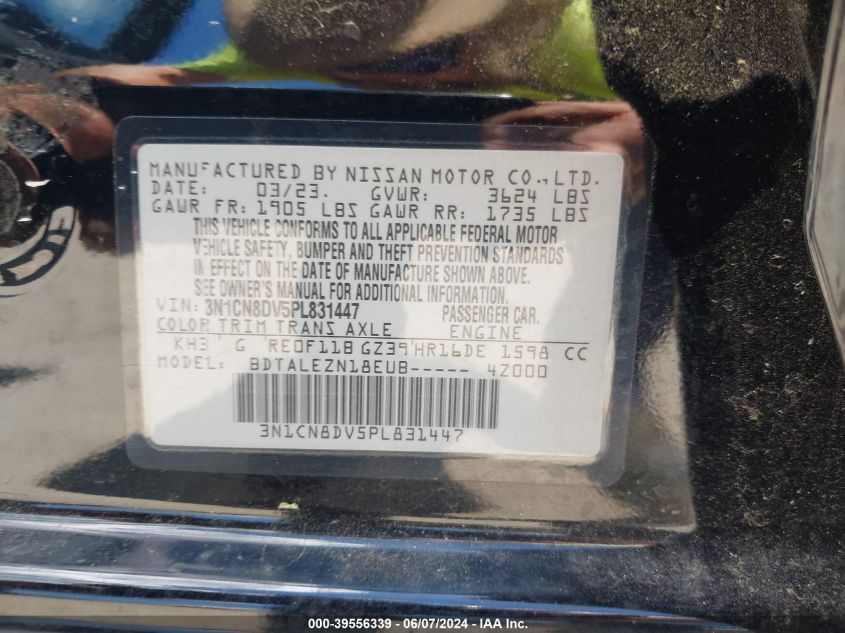 MANUFACTURED BY NISSAN MOTOR CO., LTD.
DATE: 03/23. GVWR: 3624 LBS
GAWR FR: 1905 LBS GAWR RR: 1735 LBS
THIS VEHICLE CONFORMS TO ALL APPLICABLE FEDERAL MOTOR
VEHICLE SAFETY, BUMPER AND THEFT PREVENTION STANDARDS
IN EFFECT ON THE DATE OF MANUFACTURE SHOWN ABOVE.
SEE OWNER'S MANUAL FOR ADDITIONAL INFORMATION.
VIN: 3N1CN8DV5PL831447 PASSENGER CAR.
COLOR TRIM TRANS AXLE ENGINE
KH3 ' G 'RE0F11B GZ39'HR16DE 1598 CC
MODEL: BDTALEZN18EUB----- 4Z000
3N1CN8DV5PL831447
000-39556339 - 06/07/2024 - IAA Inc.